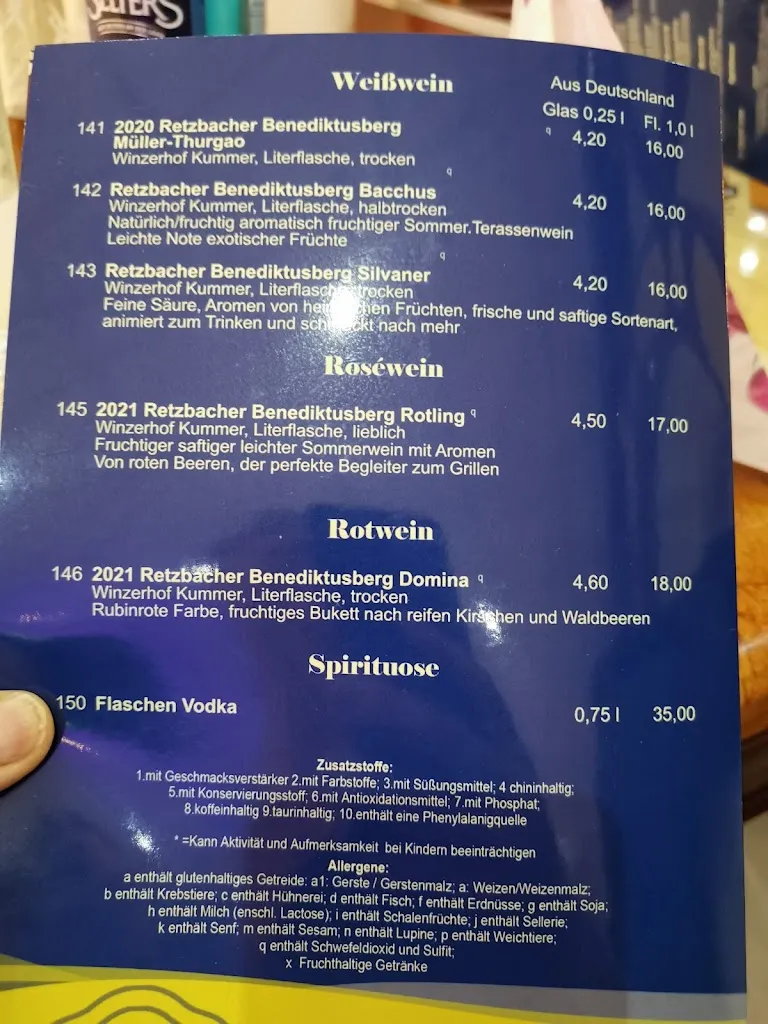 SELTERS
Weißwein
Aus Deutschland
Glas 0,25 l Fl. 1,0 l
141 2020 Retzbacher Benediktusberg q 4,20 16,00
Müller-Thurgao
Winzerhof Kummer, Literflasche, trocken
q
142 Retzbacher Benediktusberg Bacchus 4,20 16,00
Winzerhof Kummer, Literflasche, halbtrocken
Natürlich/fruchtig aromatisch fruchtiger Sommer.Terassenwein
Leichte Note exotischer Früchte
q
143 Retzbacher Benediktusberg Silvaner 4,20 16,00
Winzerhof Kummer, Literflasche, trocken
Feine Säure, Aromen von heimischen Früchten, frische und saftige Sortenart,
animiert zum Trinken und schmeckt nach mehr
Roséwein
145 2021 Retzbacher Benediktusberg Rotling q 4,50 17,00
Winzerhof Kummer, Literflasche, lieblich
Fruchtiger saftiger leichter Sommerwein mit Aromen
Von roten Beeren, der perfekte Begleiter zum Grillen
Rotwein
146 2021 Retzbacher Benediktusberg Domina q 4,60 18,00
Winzerhof Kummer, Literflasche, trocken
Rubinrote Farbe, fruchtiges Bukett nach reifen Kirschen und Waldbeeren
Spirituose
150 Flaschen Vodka 0,75 l 35,00
Zusatzstoffe:
1.mit Geschmacksverstärker 2.mit Farbstoffe; 3.mit Süßungsmittel; 4 chininhaltig;
5.mit Konservierungsstoff; 6.mit Antioxidationsmittel; 7.mit Phosphat;
8.koffeinhaltig 9.taurinhaltig; 10.enthält eine Phenylalanigquelle
* =Kann Aktivität und Aufmerksamkeit bei Kindern beeinträchtigen
Allergene:
a enthält glutenhaltiges Getreide: a1: Gerste / Gerstenmalz; a: Weizen/Weizenmalz;
b enthält Krebstiere; c enthält Hühnerei; d enthält Fisch; f enthält Erdnüsse; g enthält Soja;
h enthält Milch (enschl. Lactose); i enthält Schalenfrüchte; j enthält Sellerie;
k enthält Senf; m enthält Sesam; n enthält Lupine; p enthält Weichtiere;
q enthält Schwefeldioxid und Sulfit;
x Fruchthaltige Getränke